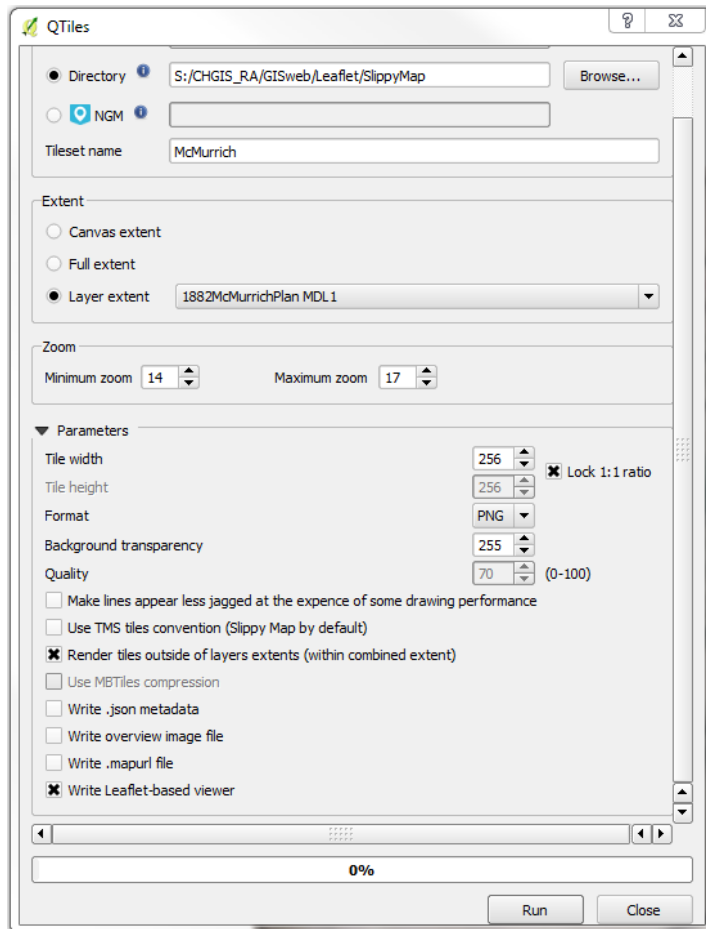 QTiles
Directory S:/CHGIS_RA/GISweb/Leaflet/SlippyMap Browse...
NGM
Tileset name McMurrich
Extent
Canvas extent
Full extent
Layer extent 1882McMurrichPlan MDL1
Zoom
Minimum zoom 14 Maximum zoom 17
Parameters
Tile width 256
Lock 1:1 ratio
Tile height 256
Format PNG
Background transparency 255
Quality 70 (0-100)
Make lines appear less jagged at the expence of some drawing performance
Use TMS tiles convention (Slippy Map by default)
Render tiles outside of layers extents (within combined extent)
Use MBTiles compression
Write .json metadata
Write overview image file
Write .mapurl file
Write Leaflet-based viewer
0%
Run Close